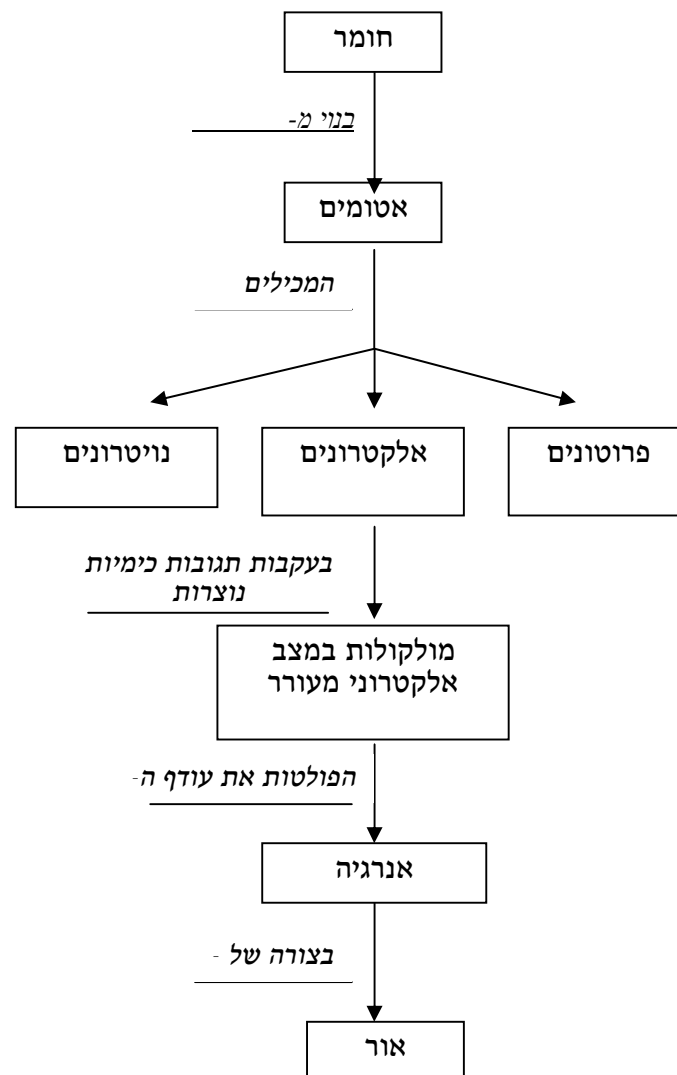 חומר
בנוי מ-
אטומים
המכילים
פרוטונים
אלקטרונים
נויטרונים
בעקבות תגובות כימיות
נוצרות
מולקולות במצב
אלקטרוני מעורר
הפולטות את עודף ה-
אנרגיה
בצורה של -
אור